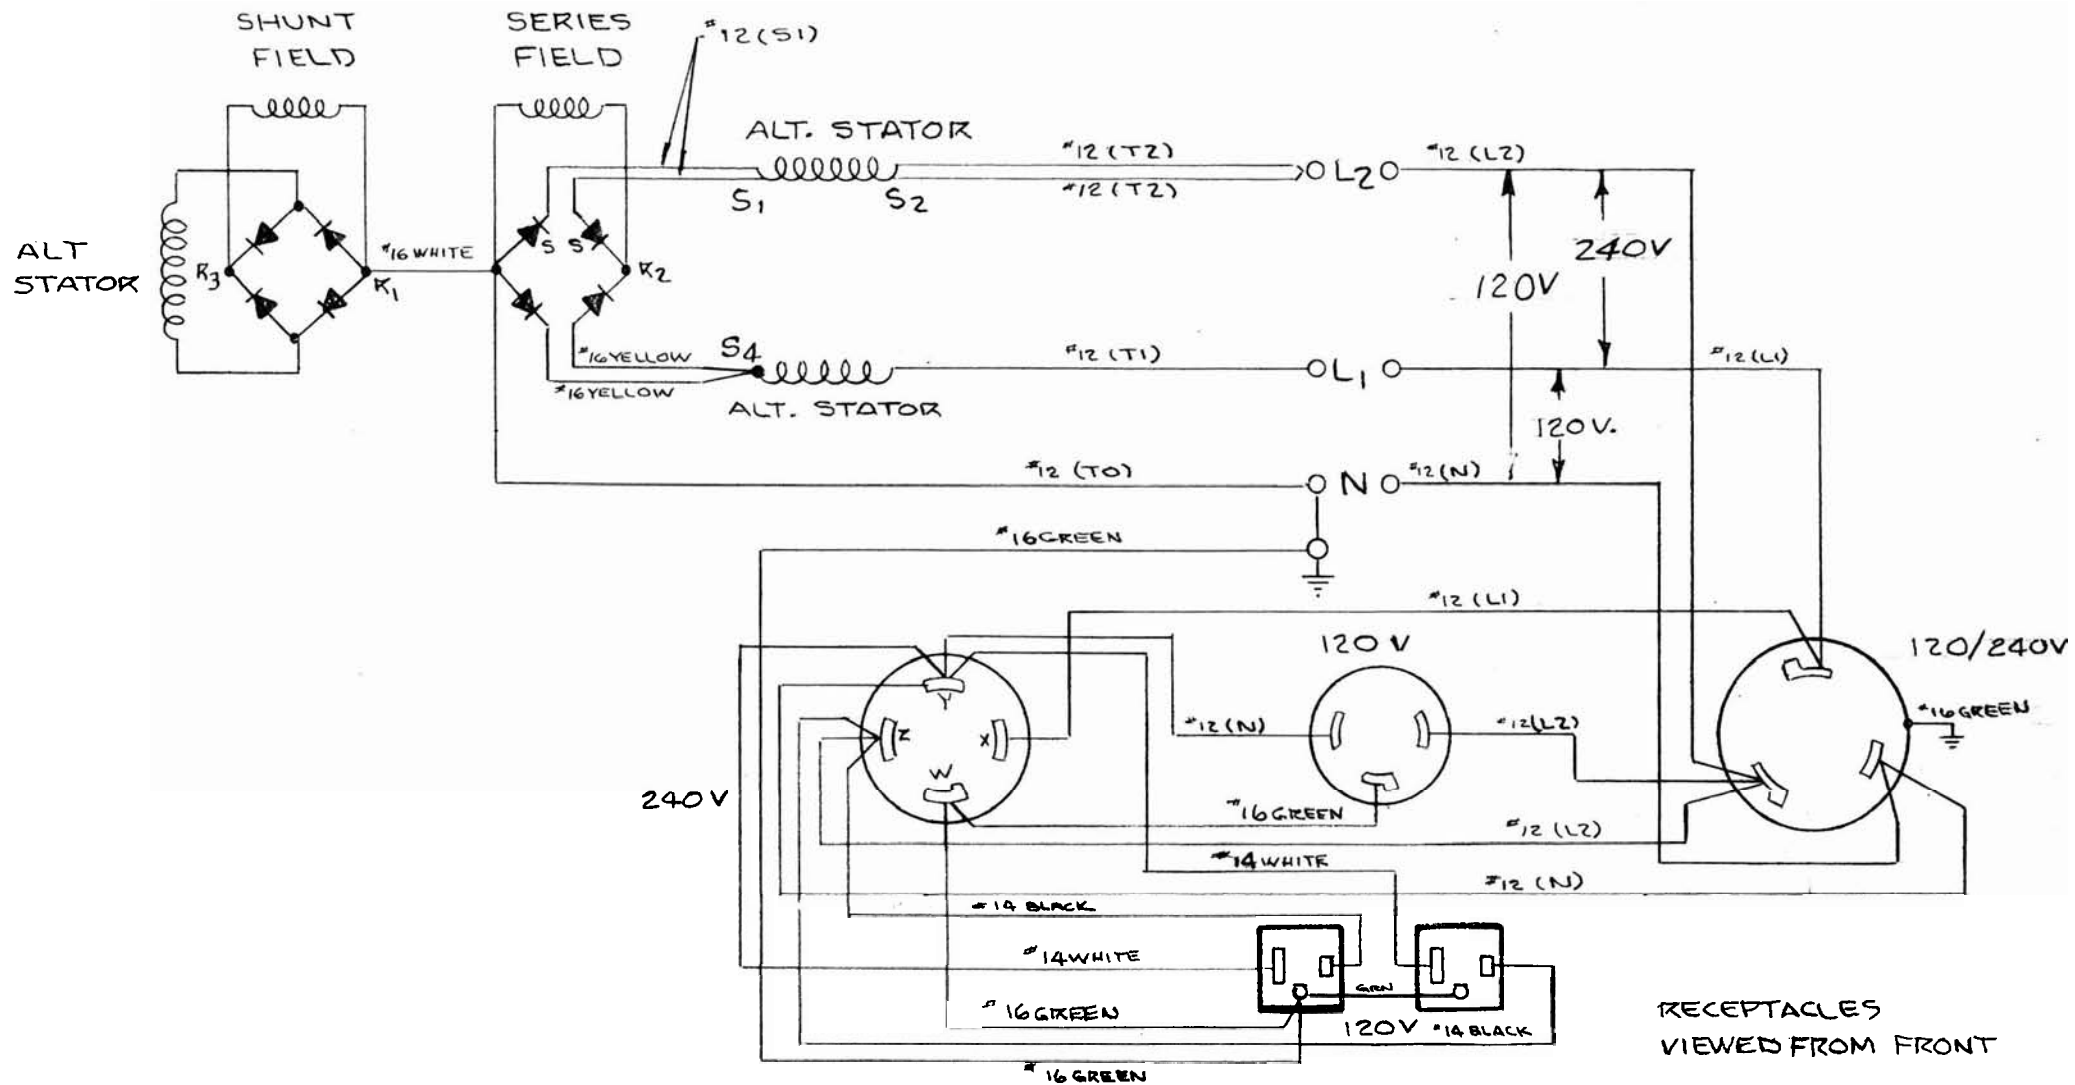 SHUNT
FIELD
SERIES
FIELD
#12(S1)
ALT. STATOR
#12(T2)
#12(T2)
L2
#12(L2)
S1
S2
ALT
STATOR
R3
R1
#16 WHITE
S
S
R2
240V
120V
#16 YELLOW
#16 YELLOW
S4
ALT. STATOR
#12(T1)
L1
#12(L1)
120V.
#12(T0)
N
#12(N)
#16 GREEN
#12(L1)
120V
120/240V
Y
Z
X
W
#12(N)
#12(L2)
#16 GREEN
240V
#16 GREEN
#12(L2)
#14 WHITE
#12(N)
#14 BLACK
#14 WHITE
GRN
#16 GREEN
120V
#14 BLACK
#16 GREEN
RECEPTACLES
VIEWED FROM FRONT